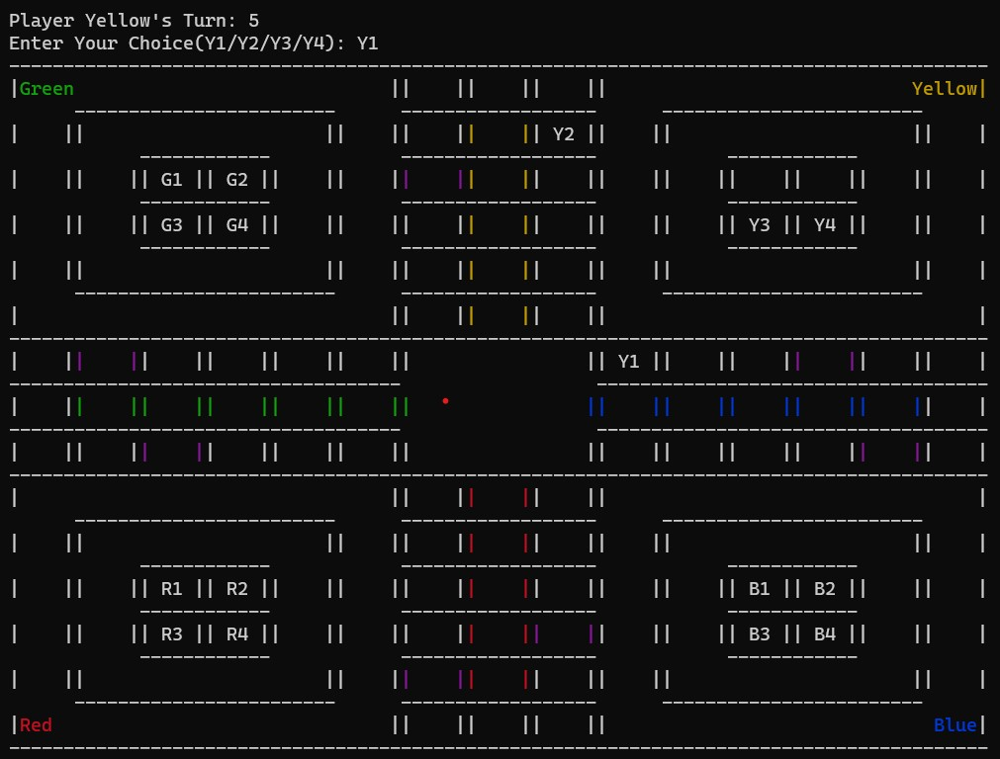 Player Yellow's Turn: 5
Enter Your Choice(Y1/Y2/Y3/Y4): Y1
Green Yellow
Y2
G1 G2
G3 G4 Y3 Y4
Y1
R1 R2 B1 B2
R3 R4 B3 B4
Red Blue